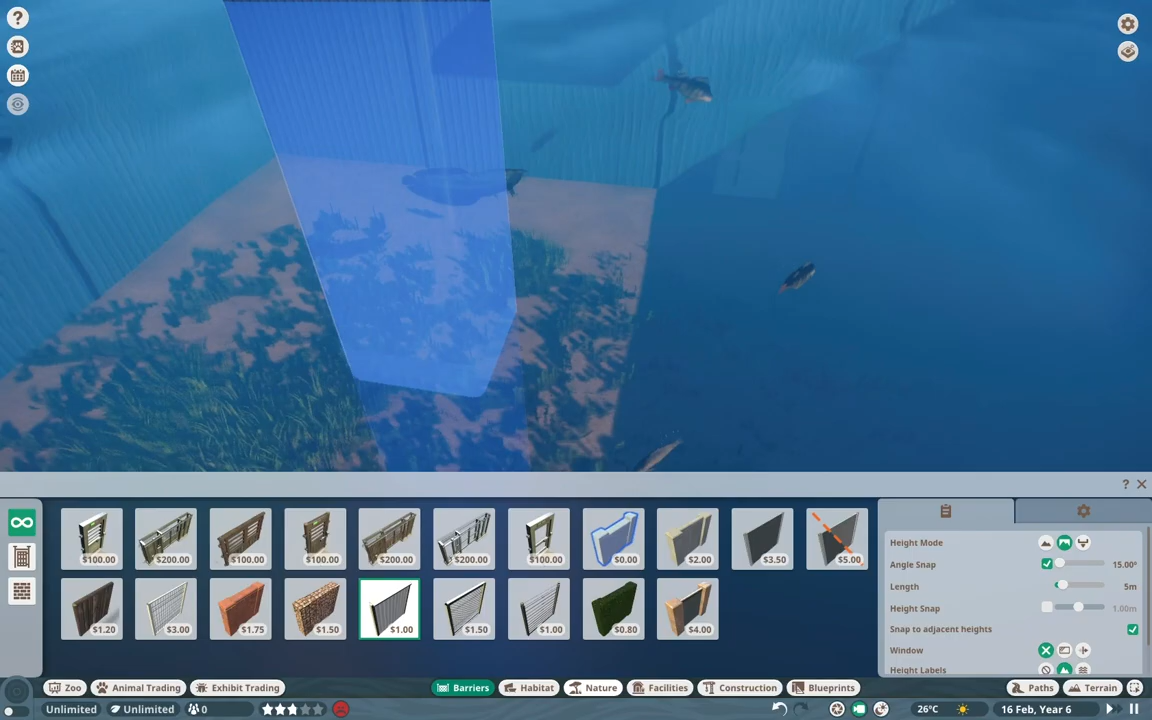 ?
? ✕
$100.00 $200.00 $100.00 $100.00 $200.00 $200.00 $100.00 $0.00 $2.00 $3.50 $5.00
$1.20 $3.00 $1.75 $1.50 $1.00 $1.50 $1.00 $0.80 $4.00
Height Mode
Angle Snap 15.00°
Length 5m
Height Snap 1.00m
Snap to adjacent heights
Window
Height Labels
Zoo Animal Trading Exhibit Trading Barriers Habitat Nature Facilities Construction Blueprints Paths Terrain
Unlimited Unlimited 0 26°C 16 Feb, Year 6